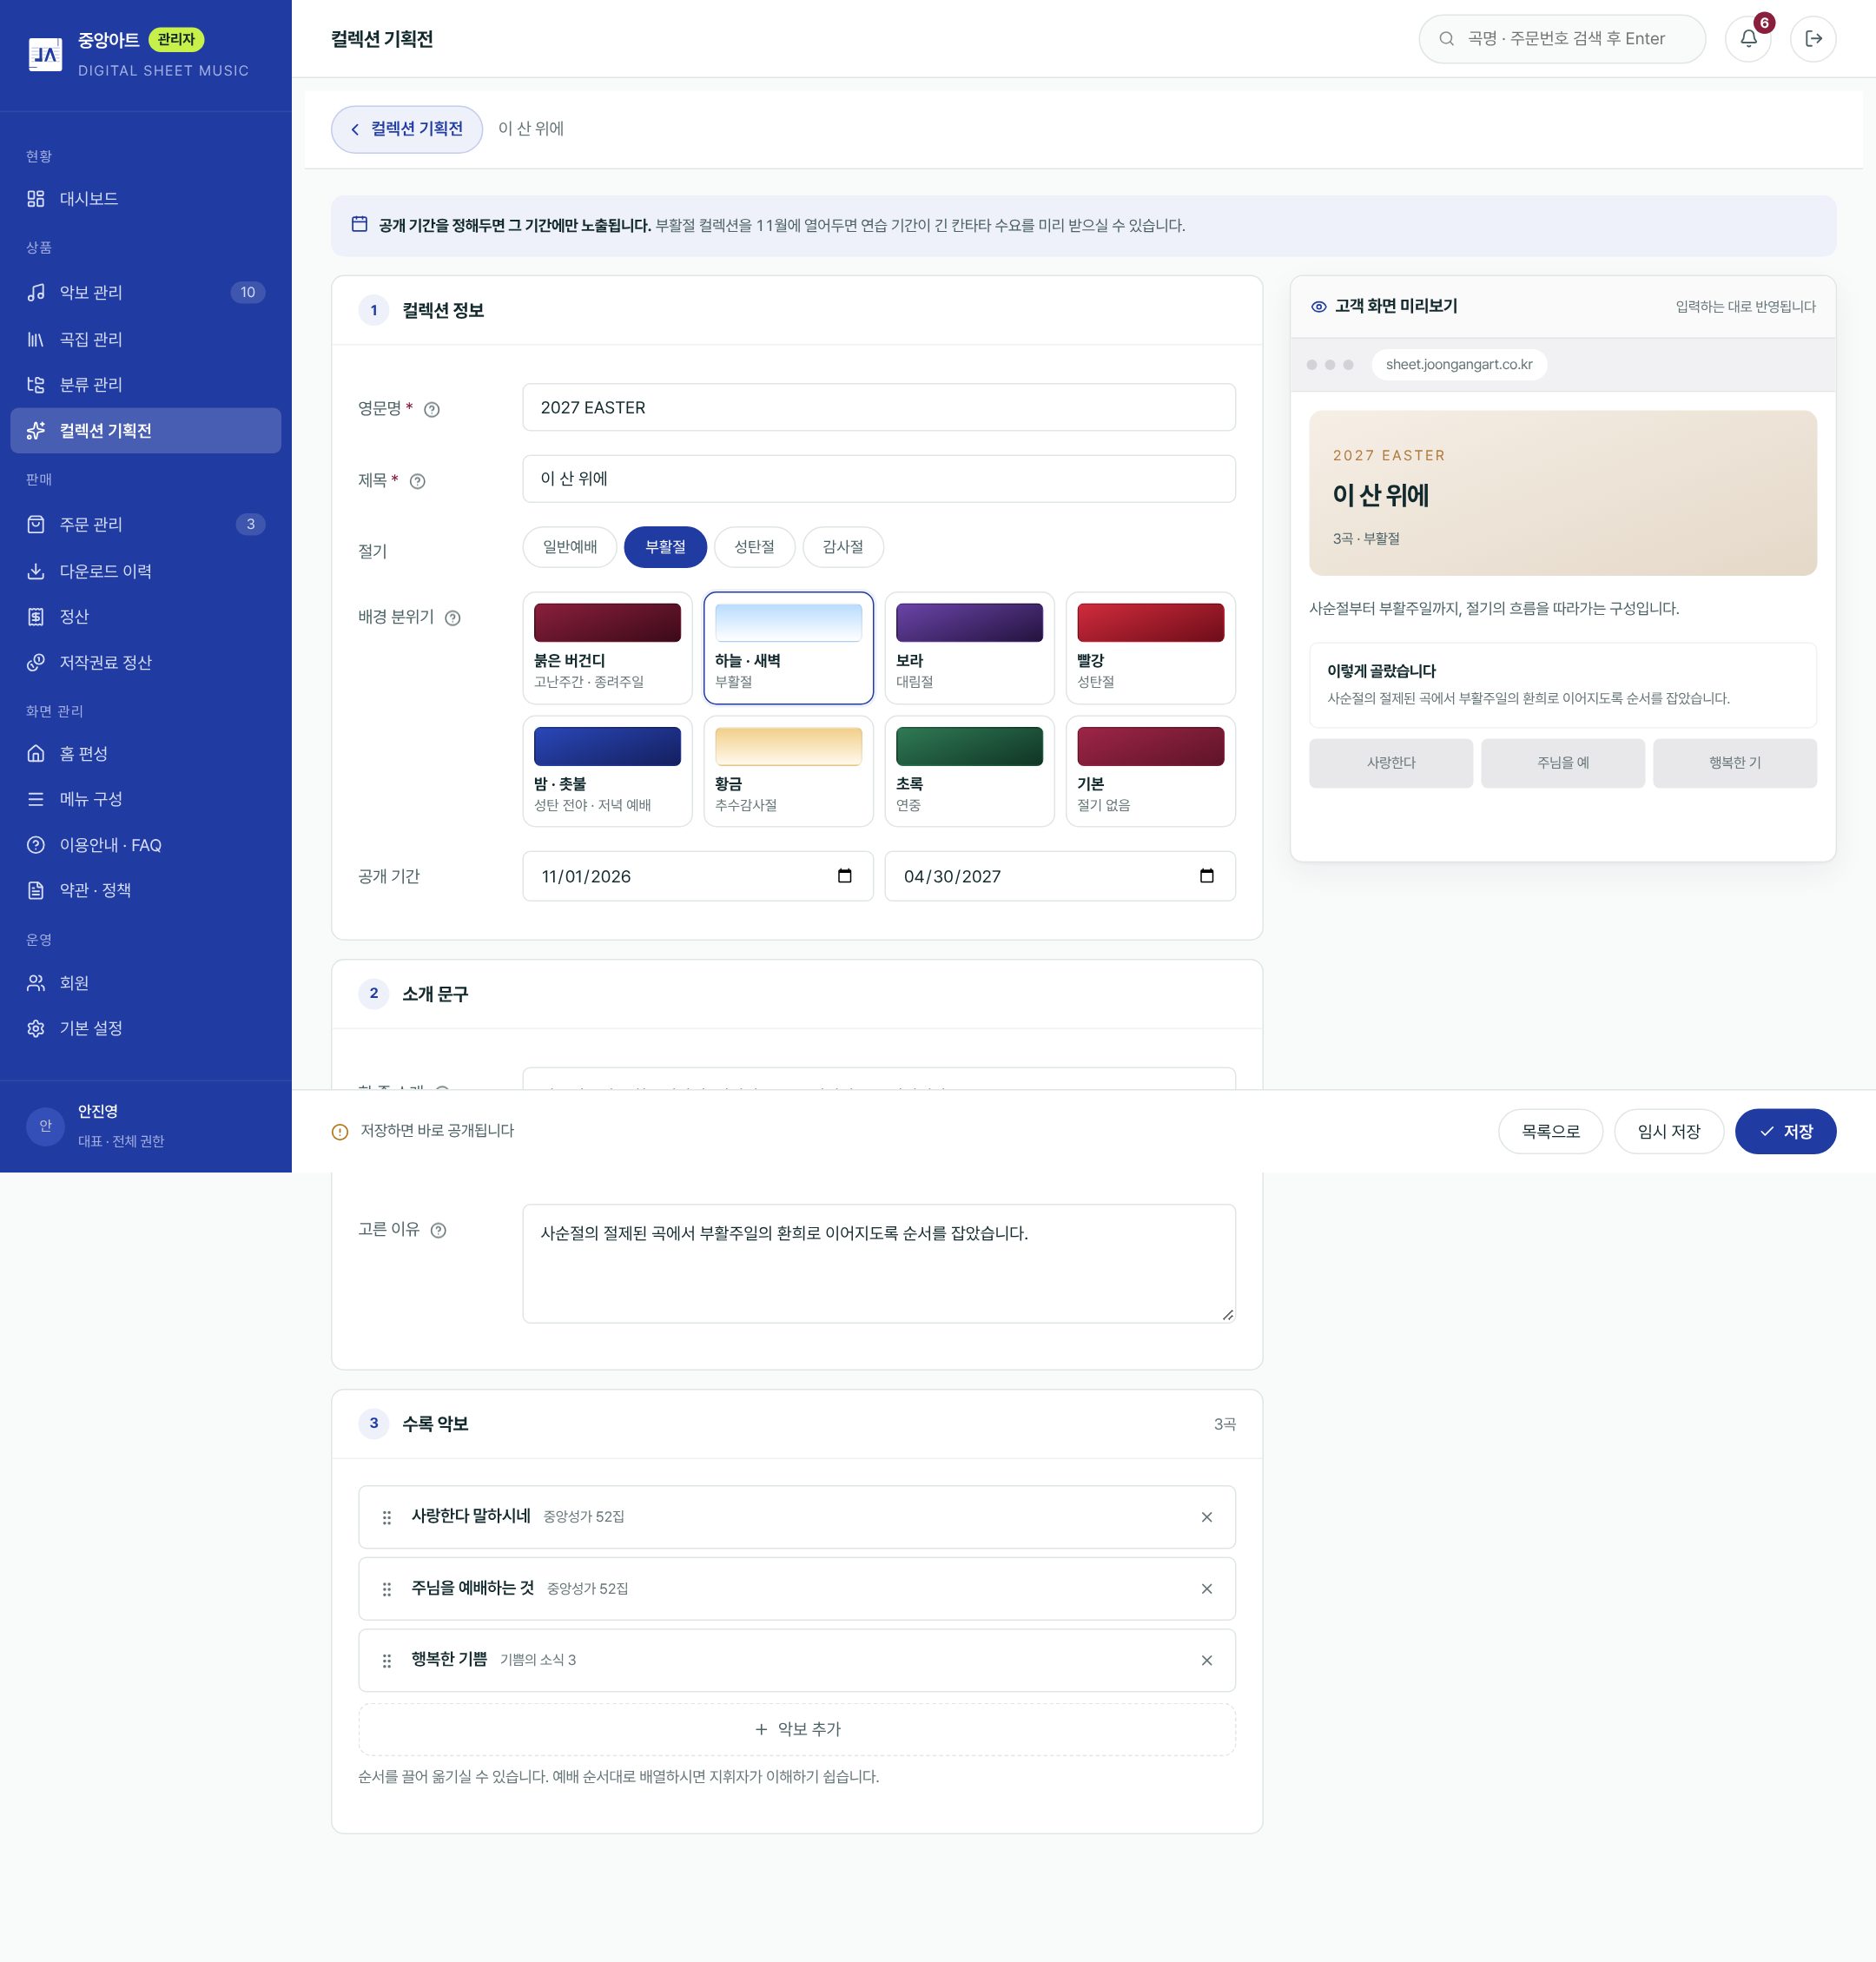 중앙아트 관리자
DIGITAL SHEET MUSIC
현황
대시보드
상품
악보 관리 10
곡집 관리
분류 관리
컬렉션 기획전
판매
주문 관리 3
다운로드 이력
정산
저작권료 정산
화면 관리
홈 편성
메뉴 구성
이용안내 · FAQ
약관 · 정책
운영
회원
기본 설정
안 안진영
대표 · 전체 권한
컬렉션 기획전
곡명 · 주문번호 검색 후 Enter
6
컬렉션 기획전 이 산 위에
공개 기간을 정해두면 그 기간에만 노출됩니다. 부활절 컬렉션을 11월에 열어두면 연습 기간이 긴 칸타타 수요를 미리 받으실 수 있습니다.
1 컬렉션 정보
영문명 * 2027 EASTER
제목 * 이 산 위에
절기 일반예배 부활절 성탄절 감사절
배경 분위기
붉은 버건디
고난주간 · 종려주일
하늘 · 새벽
부활절
보라
대림절
빨강
성탄절
밤 · 촛불
성탄 전야 · 저녁 예배
황금
추수감사절
초록
연중
기본
절기 없음
공개 기간 11/01/2026 04/30/2027
고객 화면 미리보기 입력하는 대로 반영됩니다
sheet.joongangart.co.kr
2027 EASTER
이 산 위에
3곡 · 부활절
사순절부터 부활주일까지, 절기의 흐름을 따라가는 구성입니다.
이렇게 골랐습니다
사순절의 절제된 곡에서 부활주일의 환희로 이어지도록 순서를 잡았습니다.
사랑한다 주님을 예 행복한 기
2 소개 문구
저장하면 바로 공개됩니다 목록으로 임시 저장 저장
고른 이유 사순절의 절제된 곡에서 부활주일의 환희로 이어지도록 순서를 잡았습니다.
3 수록 악보 3곡
사랑한다 말하시네 중앙성가 52집
주님을 예배하는 것 중앙성가 52집
행복한 기쁨 기쁨의 소식 3
악보 추가
순서를 끌어 옮기실 수 있습니다. 예배 순서대로 배열하시면 지휘자가 이해하기 쉽습니다.